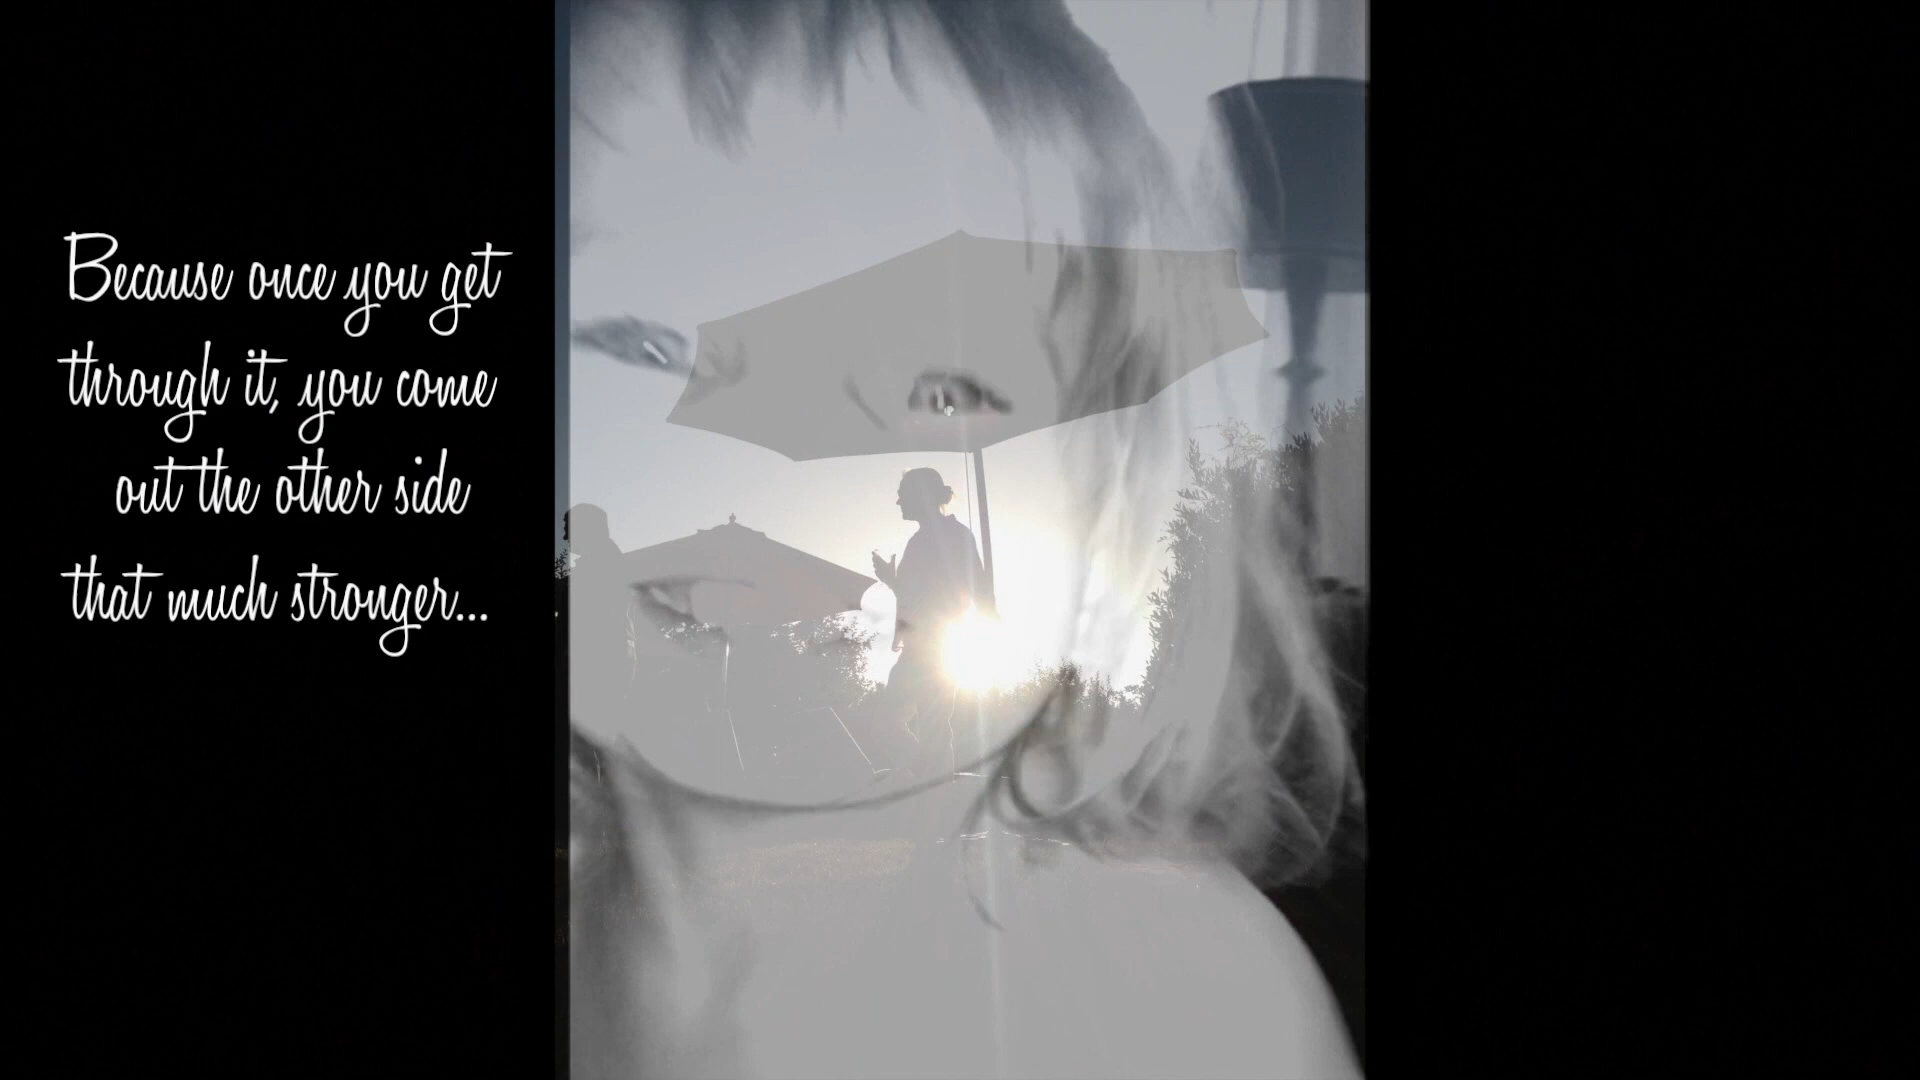 Because once you get
through it, you come
out the other side
that much stronger...